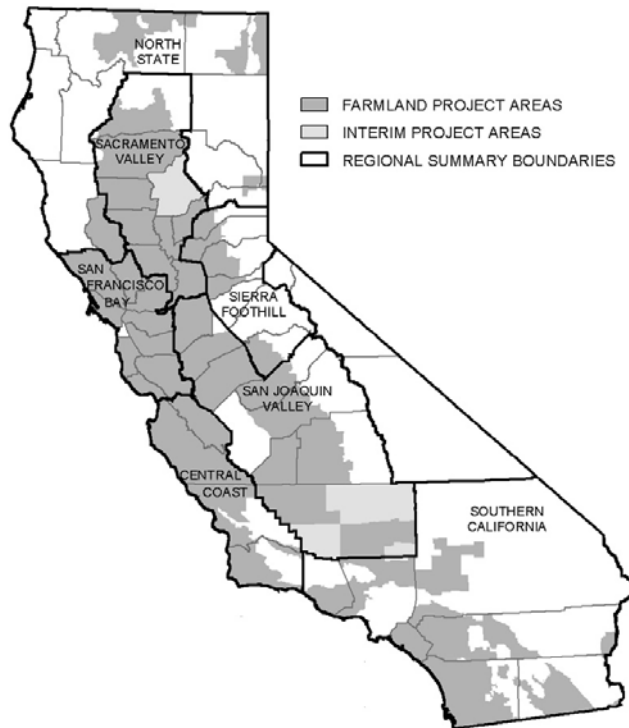 NORTH
STATE
FARMLAND PROJECT AREAS
INTERIM PROJECT AREAS
REGIONAL SUMMARY BOUNDARIES
SACRAMENTO
VALLEY
SAN
FRANCISCO
BAY
SIERRA
FOOTHILL
SAN JOAQUIN
VALLEY
CENTRAL
COAST
SOUTHERN
CALIFORNIA